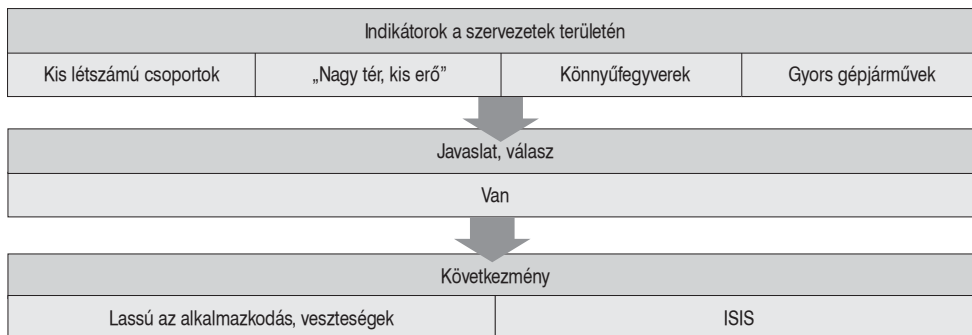 Indikátorok a szervezetek területén
Kis létszámú csoportok „Nagy tér, kis erő” Könnyűfegyverek Gyors gépjárművek
Javaslat, válasz
Van
Következmény
Lassú az alkalmazkodás, veszteségek ISIS